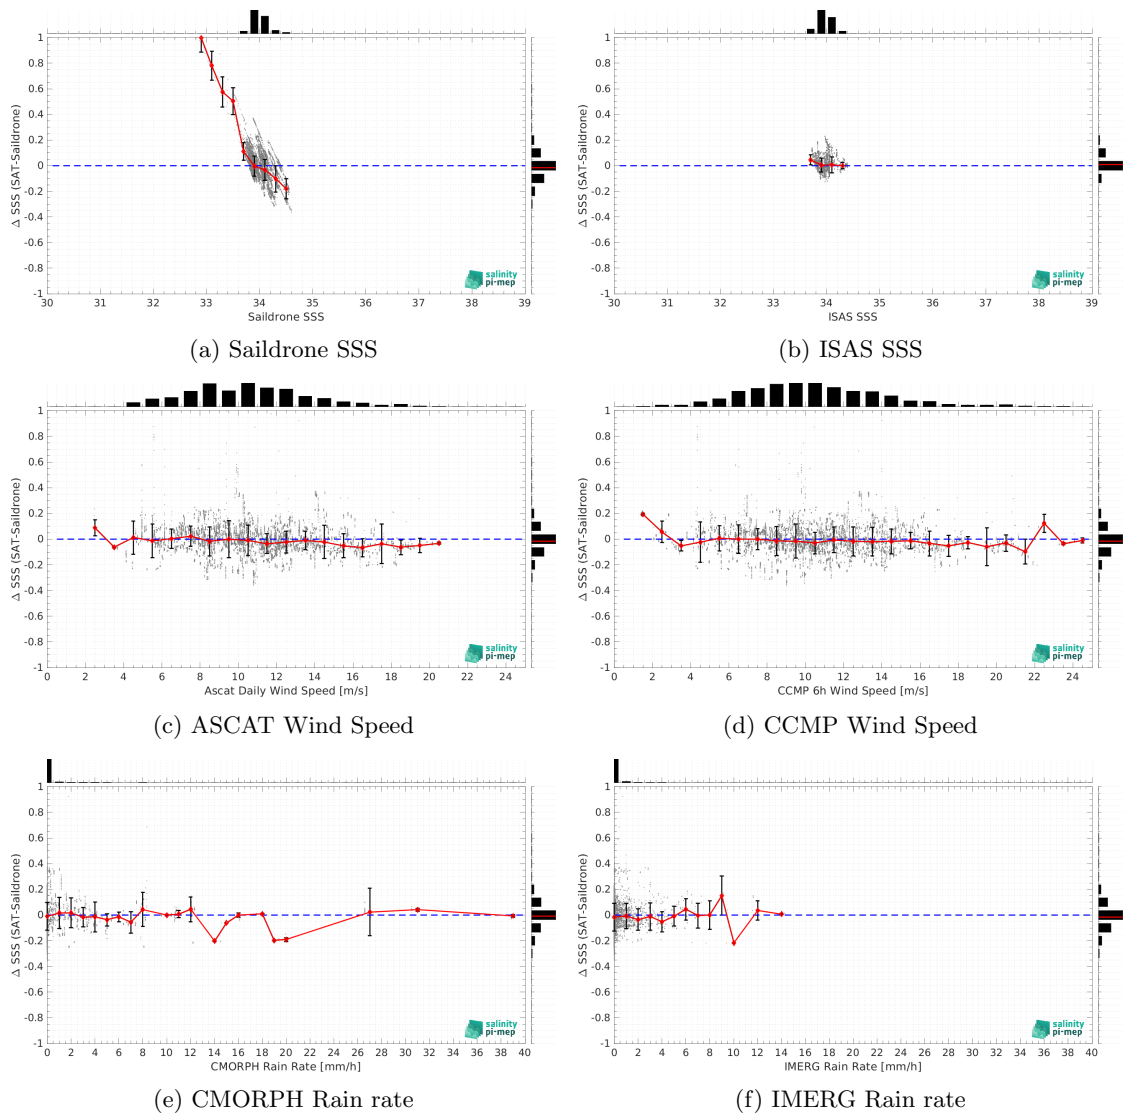 1
0.8
0.6
0.4
0.2
0
-0.2
-0.4
-0.6
-0.8
-1
Δ SSS (SAT-Saildrone)
salinity
pi-mep
30 31 32 33 34 35 36 37 38 39
Saildrone SSS
(a) Saildrone SSS
1
0.8
0.6
0.4
0.2
0
-0.2
-0.4
-0.6
-0.8
-1
Δ SSS (SAT-Saildrone)
salinity
pi-mep
30 31 32 33 34 35 36 37 38 39
ISAS SSS
(b) ISAS SSS
1
0.8
0.6
0.4
0.2
0
-0.2
-0.4
-0.6
-0.8
-1
Δ SSS (SAT-Saildrone)
salinity
pi-mep
0 2 4 6 8 10 12 14 16 18 20 22 24
Ascat Daily Wind Speed [m/s]
(c) ASCAT Wind Speed
1
0.8
0.6
0.4
0.2
0
-0.2
-0.4
-0.6
-0.8
-1
Δ SSS (SAT-Saildrone)
salinity
pi-mep
0 2 4 6 8 10 12 14 16 18 20 22 24
CCMP 6h Wind Speed [m/s]
(d) CCMP Wind Speed
1
0.8
0.6
0.4
0.2
0
-0.2
-0.4
-0.6
-0.8
-1
Δ SSS (SAT-Saildrone)
salinity
pi-mep
0 2 4 6 8 10 12 14 16 18 20 22 24 26 28 30 32 34 36 38 40
CMORPH Rain Rate [mm/h]
(e) CMORPH Rain rate
1
0.8
0.6
0.4
0.2
0
-0.2
-0.4
-0.6
-0.8
-1
Δ SSS (SAT-Saildrone)
salinity
pi-mep
0 2 4 6 8 10 12 14 16 18 20 22 24 26 28 30 32 34 36 38 40
IMERG Rain Rate [mm/h]
(f) IMERG Rain rate